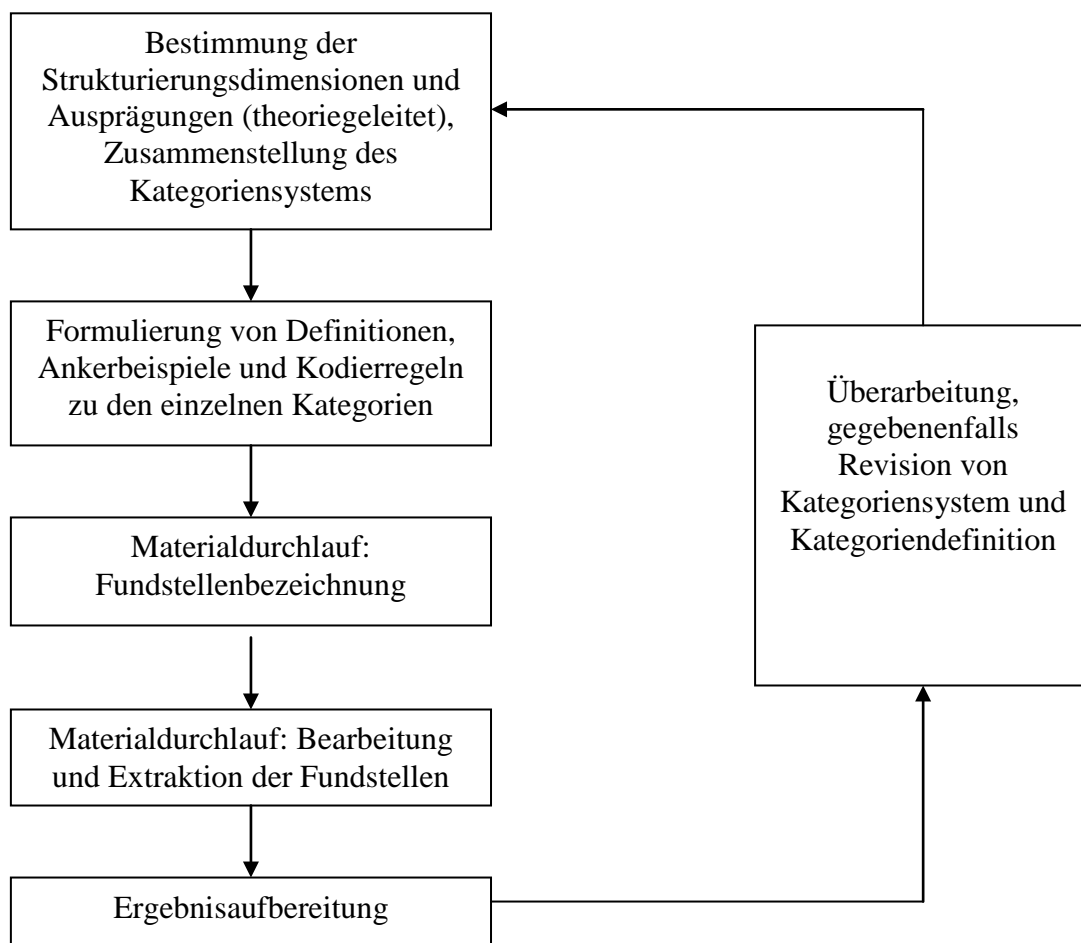 Bestimmung der
Strukturierungsdimensionen und
Ausprägungen (theoriegeleitet),
Zusammenstellung des
Kategoriensystems
Formulierung von Definitionen,
Ankerbeispiele und Kodierregeln
zu den einzelnen Kategorien
Materialdurchlauf:
Fundstellenbezeichnung
Materialdurchlauf: Bearbeitung
und Extraktion der Fundstellen
Ergebnisaufbereitung
Überarbeitung,
gegebenenfalls
Revision von
Kategoriensystem und
Kategoriendefinition